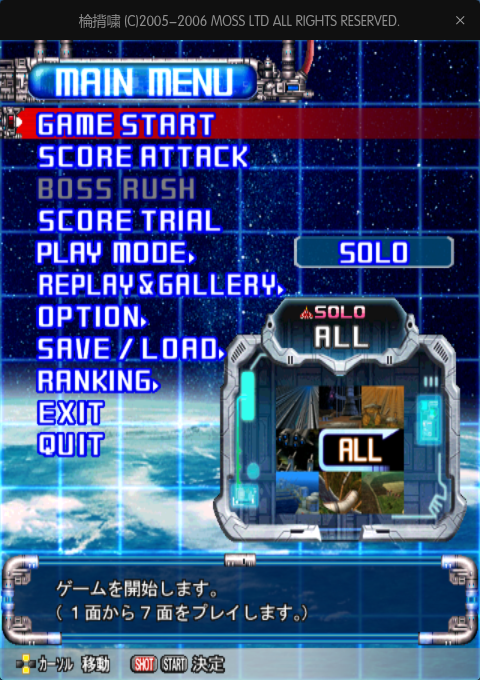 棆揹嘯 (C)2005-2006 MOSS LTD ALL RIGHTS RESERVED.
MAIN MENU
GAME START
SCORE ATTACK
BOSS RUSH
SCORE TRIAL
PLAY MODE
SOLO
REPLAY&GALLERY
OPTION
SAVE / LOAD
RANKING
EXIT
QUIT
SOLO
ALL
ALL
ゲームを開始します。
(1面から7面をプレイします。)
カーソル 移動 SHOT START 決定